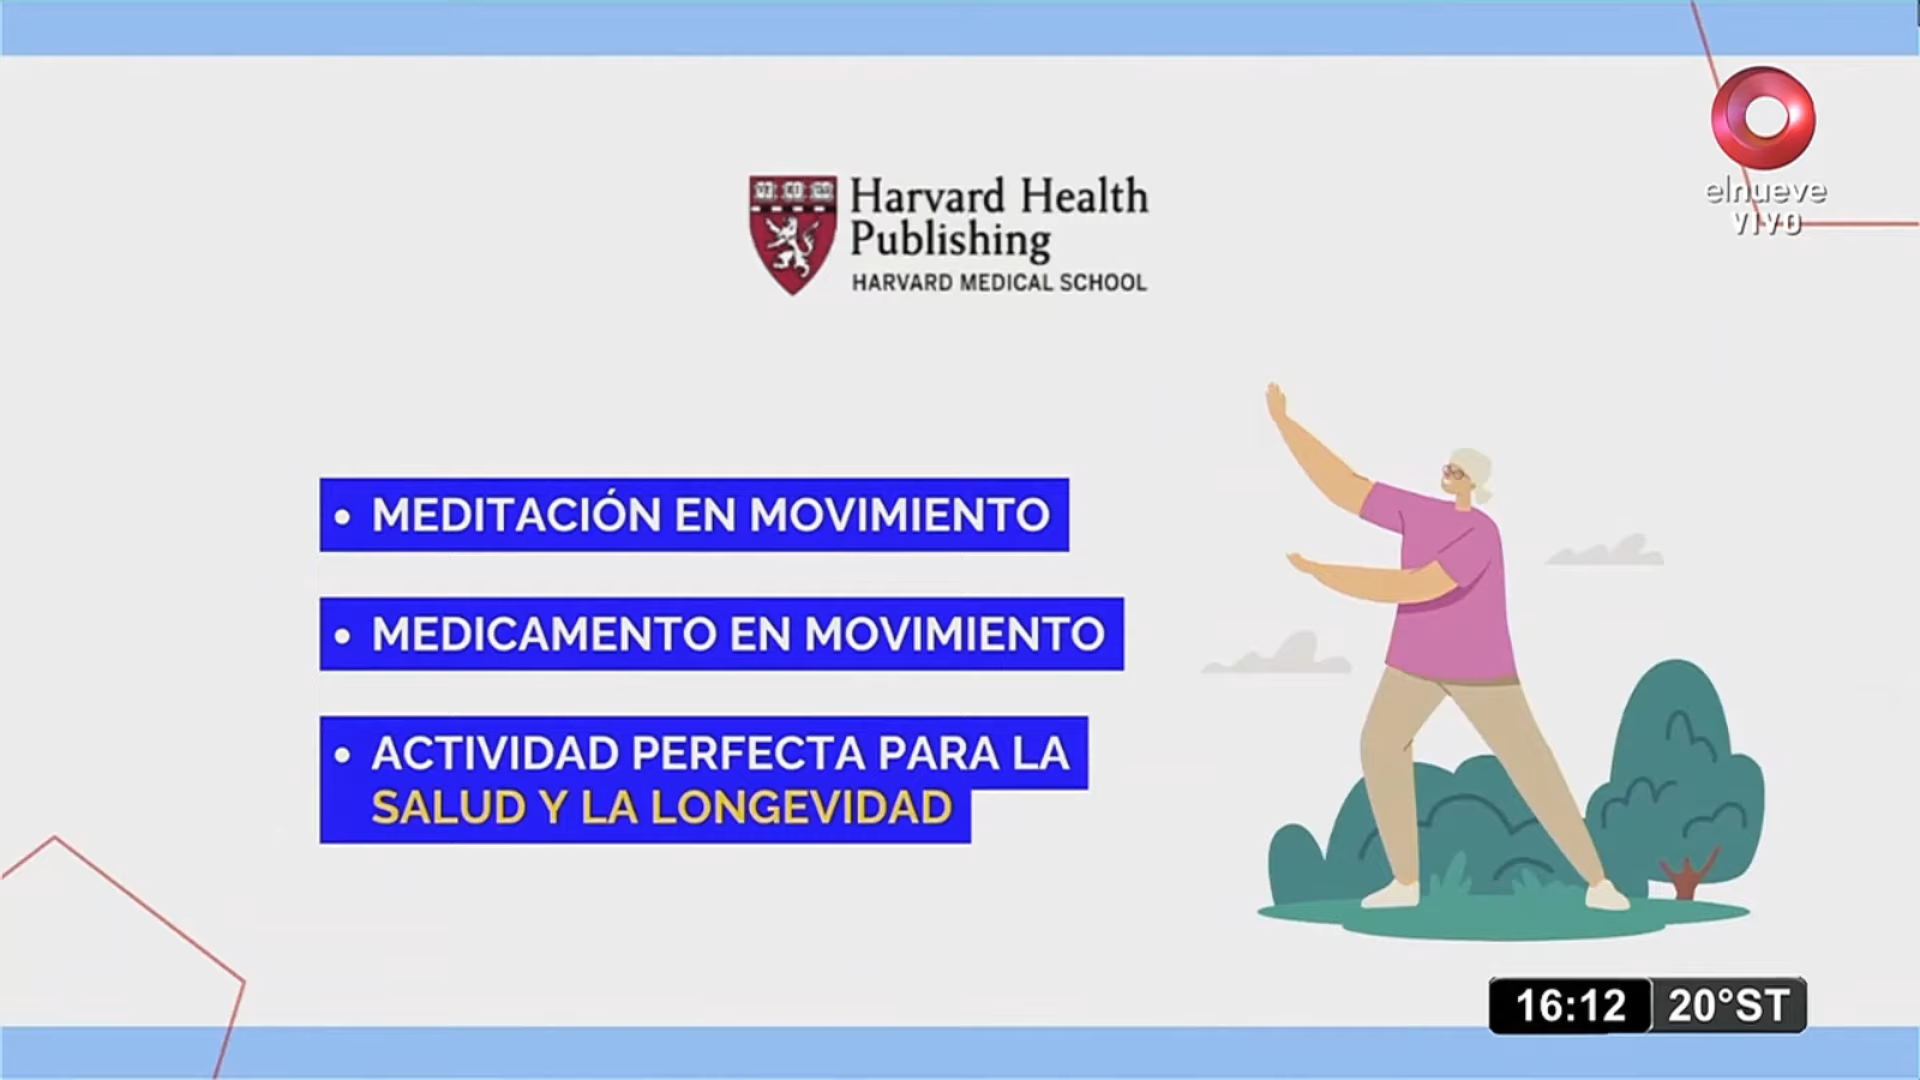 elnueve
VIVO
Harvard Health
Publishing
HARVARD MEDICAL SCHOOL
• MEDITACIÓN EN MOVIMIENTO
• MEDICAMENTO EN MOVIMIENTO
• ACTIVIDAD PERFECTA PARA LA
SALUD Y LA LONGEVIDAD
16:12 20°ST